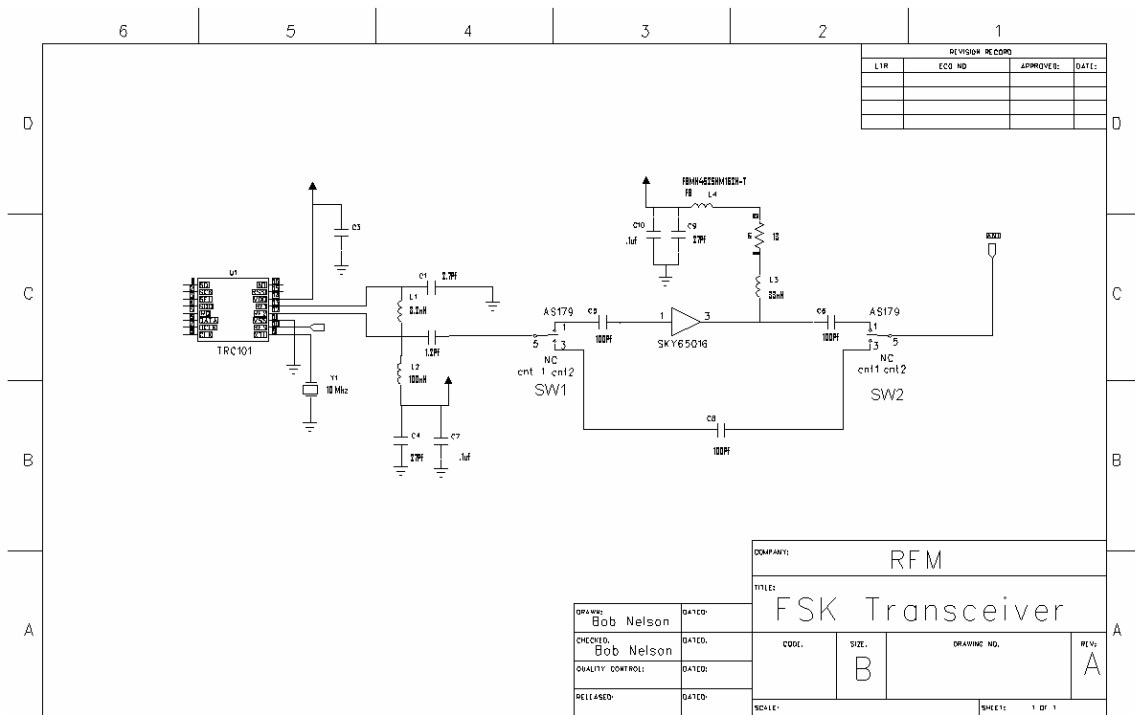 6 5 4 3 2 1
REVISION RECORD
LTR ECO NO APPROVED: DATE:
D D
FBMH4525HM162N-T
FB L4
C3
C10
.1uf
C9
27Pf
10
ANT
C C
U1
C1 2.7Pf
L1
L3
33nH
TRC101
1.2Pf
AS179
C5
1 3
100Pf
SKY65016
C6
100Pf
AS179
1
3
5
1
3
5
NC
cnt 1 cnt2
SW1
NC
cnt1 cnt2
SW2
L2
100nH
Y1
10 Mhz
C8
100Pf
C4
27Pf
C7
.1uf
B B
COMPANY:
RFM
TITLE:
FSK Transceiver
DRAWN: DATED:
Bob Nelson
CHECKED: DATED:
Bob Nelson
QUALITY CONTROL: DATED:
RELEASED: DATED:
CODE: SIZE: DRAWING NO. REV:
B A
SCALE: SHEET: 1 OF 1
A A